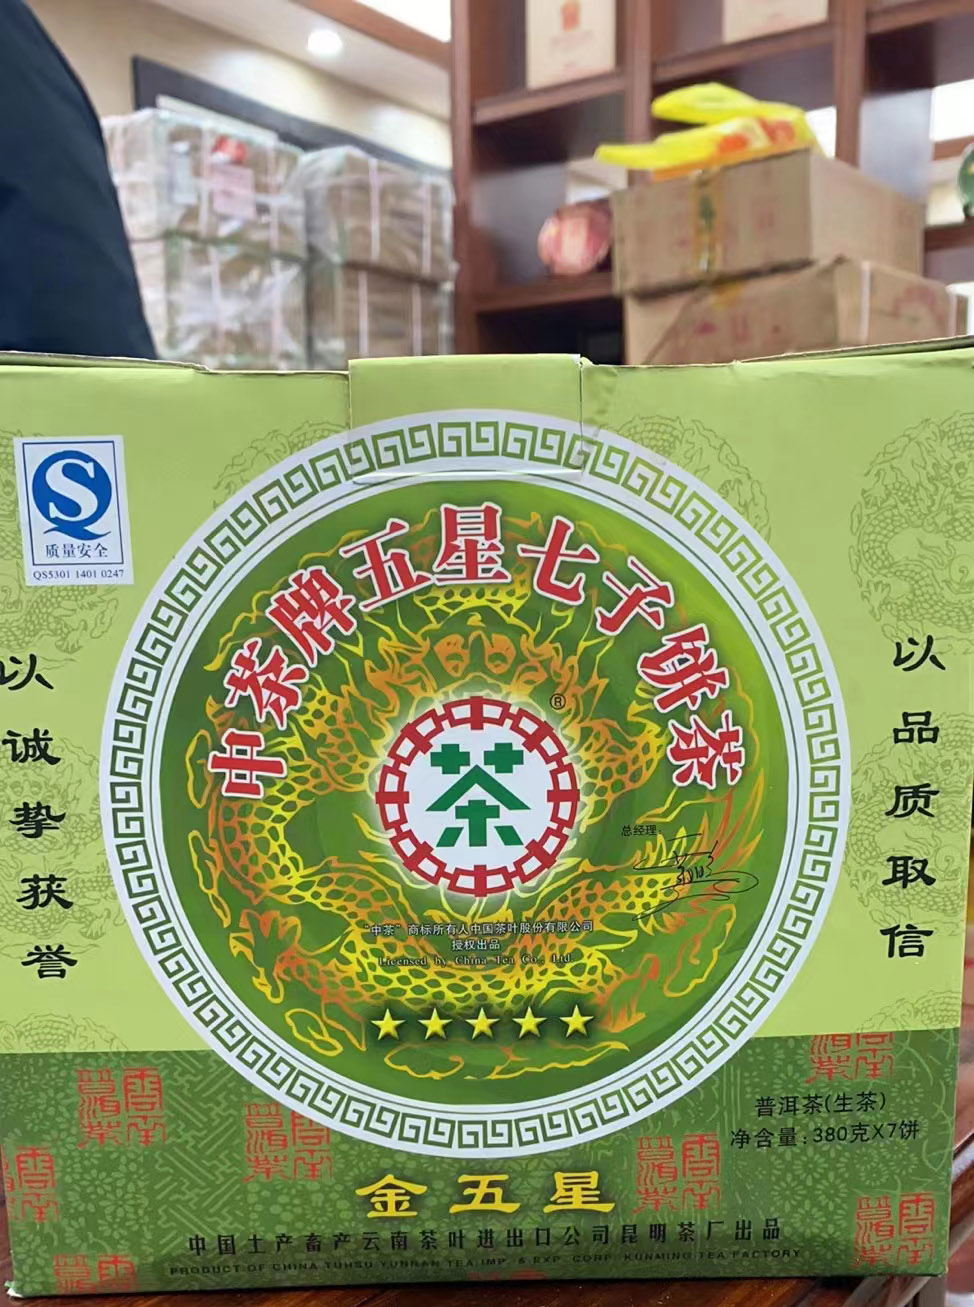 质量安全
QS5301 1401 0247
中茶牌五星七子饼茶
®
茶
总经理:
"中茶"商标所有人中国茶叶股份有限公司
授权出品
Licensed by China Tea Co., Ltd.
以诚挚获誉
以品质取信
普洱茶(生茶)
净含量:380克X7饼
金五星
中国土产畜产云南茶叶进出口公司昆明茶厂出品
PRODUCT OF CHINA TUHSU YUNNAN TEA IMP. & EXP. CORP. KUNMING TEA FACTORY